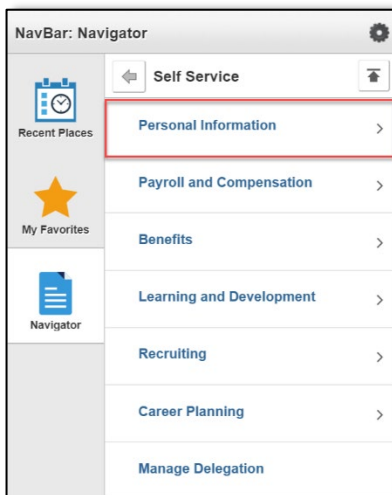 NavBar: Navigator
Self Service
Recent Places
My Favorites
Navigator
Personal Information
Payroll and Compensation
Benefits
Learning and Development
Recruiting
Career Planning
Manage Delegation